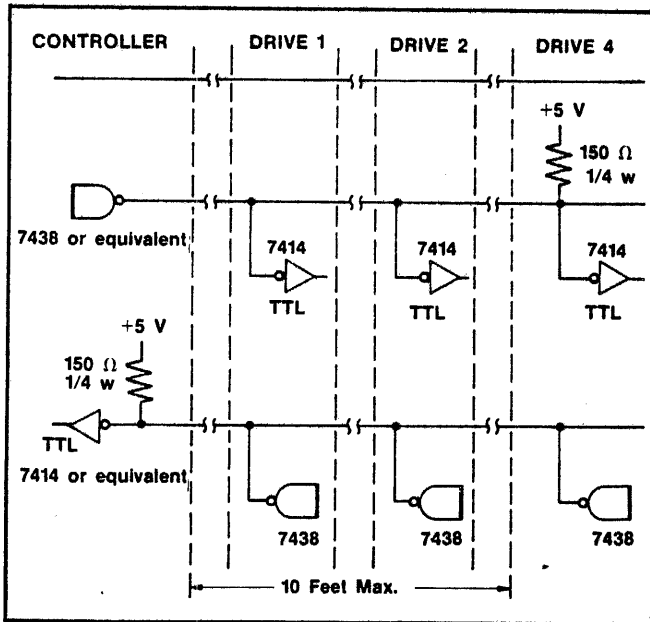 CONTROLLER
DRIVE 1
DRIVE 2
DRIVE 4
+5 V
150 Ω
1/4 w
7438 or equivalent
7414
TTL
7414
TTL
7414
TTL
+5 V
150 Ω
1/4 w
TTL
7414 or equivalent
7438
7438
7438
10 Feet Max.